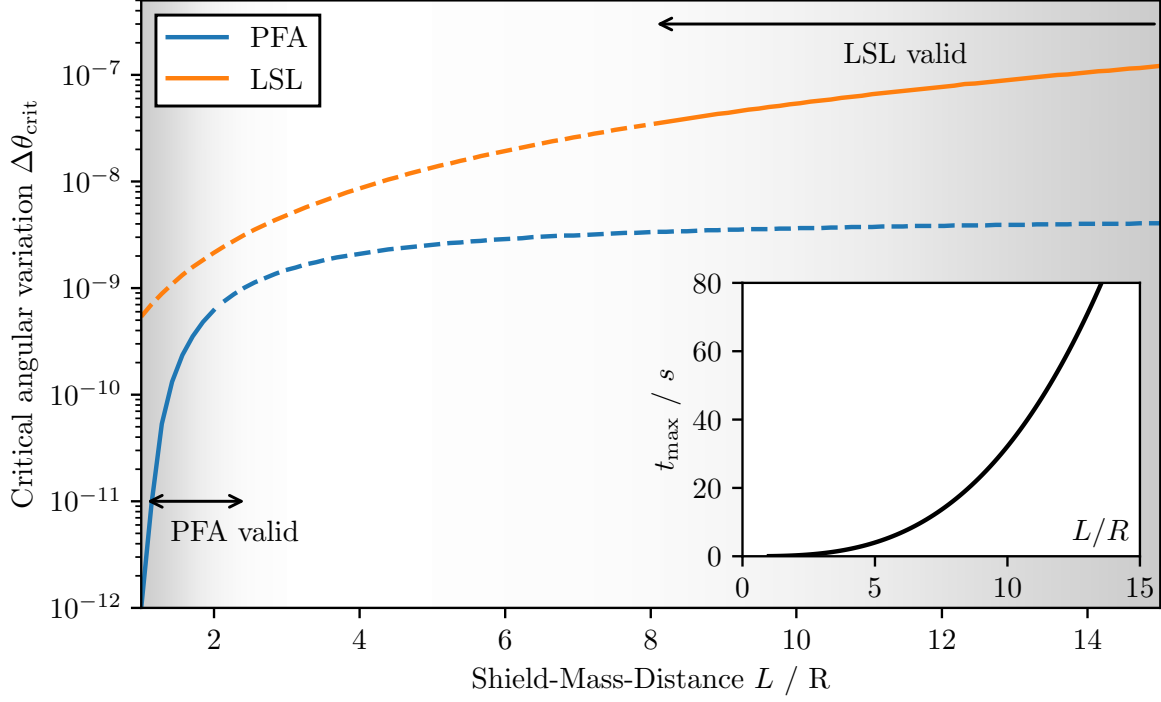 PFA
LSL
LSL valid
PFA valid
Critical angular variation Δθ_crit
10⁻⁷
10⁻⁸
10⁻⁹
10⁻¹⁰
10⁻¹¹
10⁻¹²
2 4 6 8 10 12 14
Shield-Mass-Distance L / R
t_max / s
80
60
40
20
0
0 5 10 15
L/R